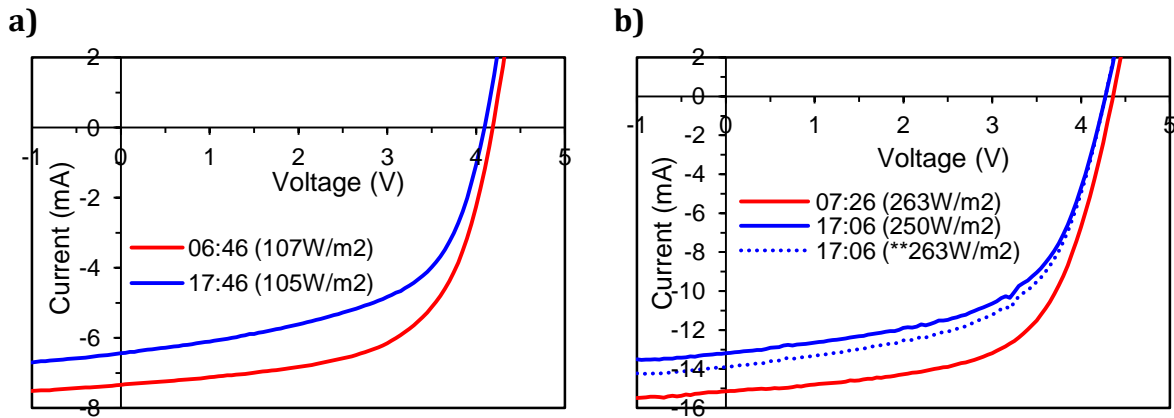 a)
2
0
-2
-4
-6
-8
-1
0
1
2
3
4
5
Voltage (V)
Current (mA)
06:46 (107W/m2)
17:46 (105W/m2)
b)
2
0
-2
-4
-6
-8
-10
-12
-14
-16
-1
0
1
2
3
4
5
Voltage (V)
Current (mA)
07:26 (263W/m2)
17:06 (250W/m2)
17:06 (**263W/m2)